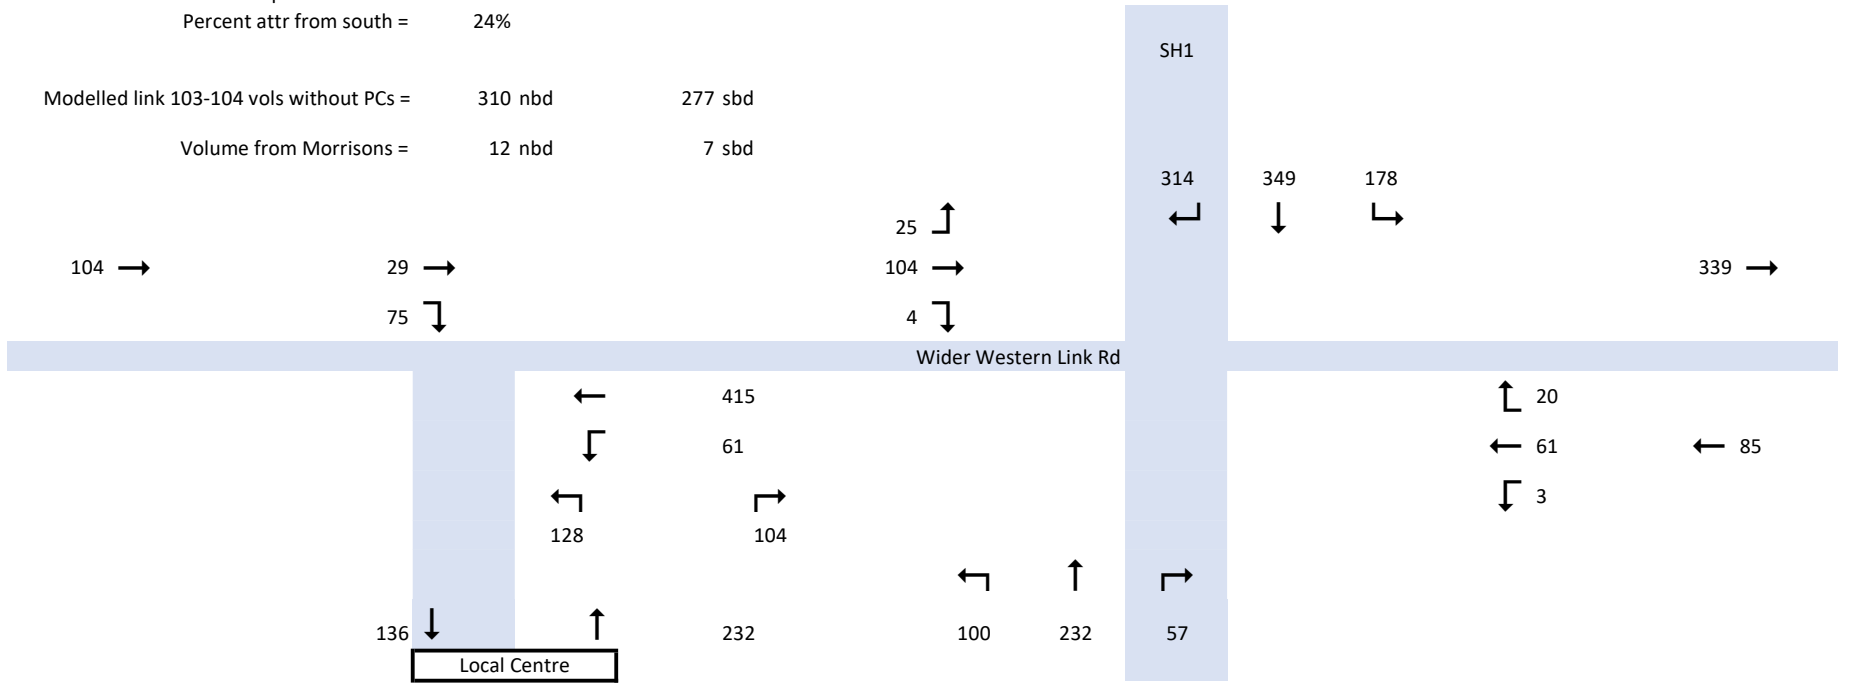 Percent attr from south = 24%
SH1
Modelled link 103-104 vols without PCs = 310 nbd 277 sbd
Volume from Morrisons = 12 nbd 7 sbd
314 349 178
25
104 29 104 339
75 4
Wider Western Link Rd
415 20
61 61 85
3
128 104
136 232 100 232 57
Local Centre